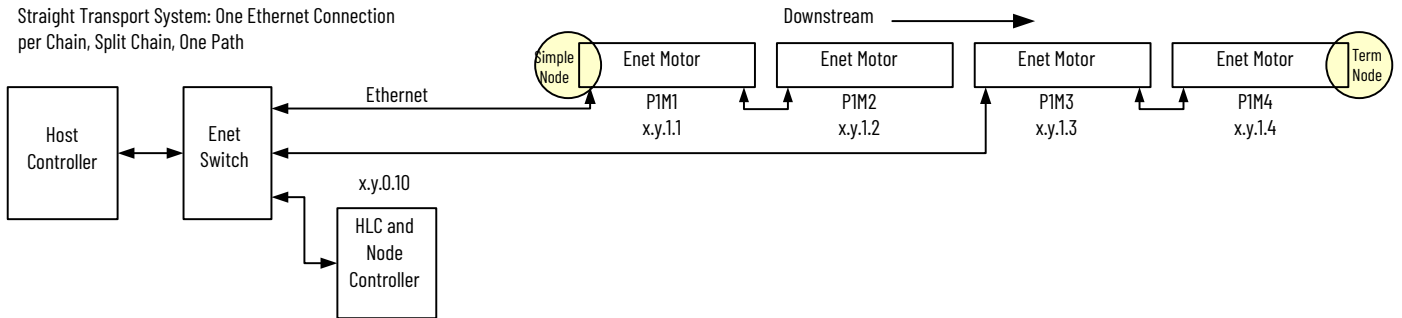 Straight Transport System: One Ethernet Connection
per Chain, Split Chain, One Path
Downstream
Simple
Node
Enet Motor
Enet Motor
Enet Motor
Enet Motor
Term
Node
P1M1
x.y.1.1
P1M2
x.y.1.2
P1M3
x.y.1.3
P1M4
x.y.1.4
Ethernet
Host
Controller
Enet
Switch
x.y.0.10
HLC and
Node
Controller